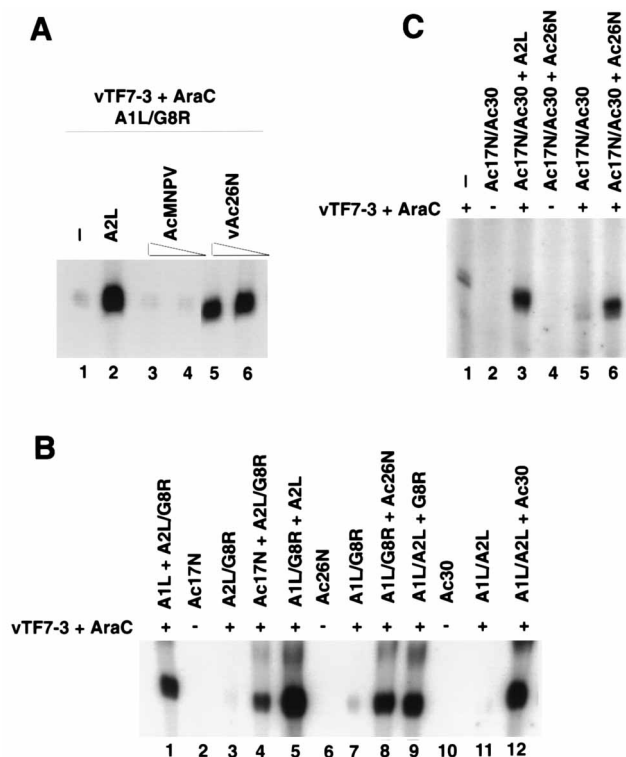 A
vTF7-3 + AraC
A1L/G8R
–
A2L
AcMNPV
vAc26N
1 2 3 4 5 6
C
–
Ac17N/Ac30
Ac17N/Ac30 + A2L
Ac17N/Ac30 + Ac26N
Ac17N/Ac30
Ac17N/Ac30 + Ac26N
vTF7-3 + AraC + - + - + +
1 2 3 4 5 6
B
A1L + A2L/G8R
Ac17N
A2L/G8R
Ac17N + A2L/G8R
A1L/G8R + A2L
Ac26N
A1L/G8R
A1L/G8R + Ac26N
A1L/A2L + G8R
Ac30
A1L/A2L
A1L/A2L + Ac30
vTF7-3 + AraC + - + + + - + + + - + +
1 2 3 4 5 6 7 8 9 10 11 12